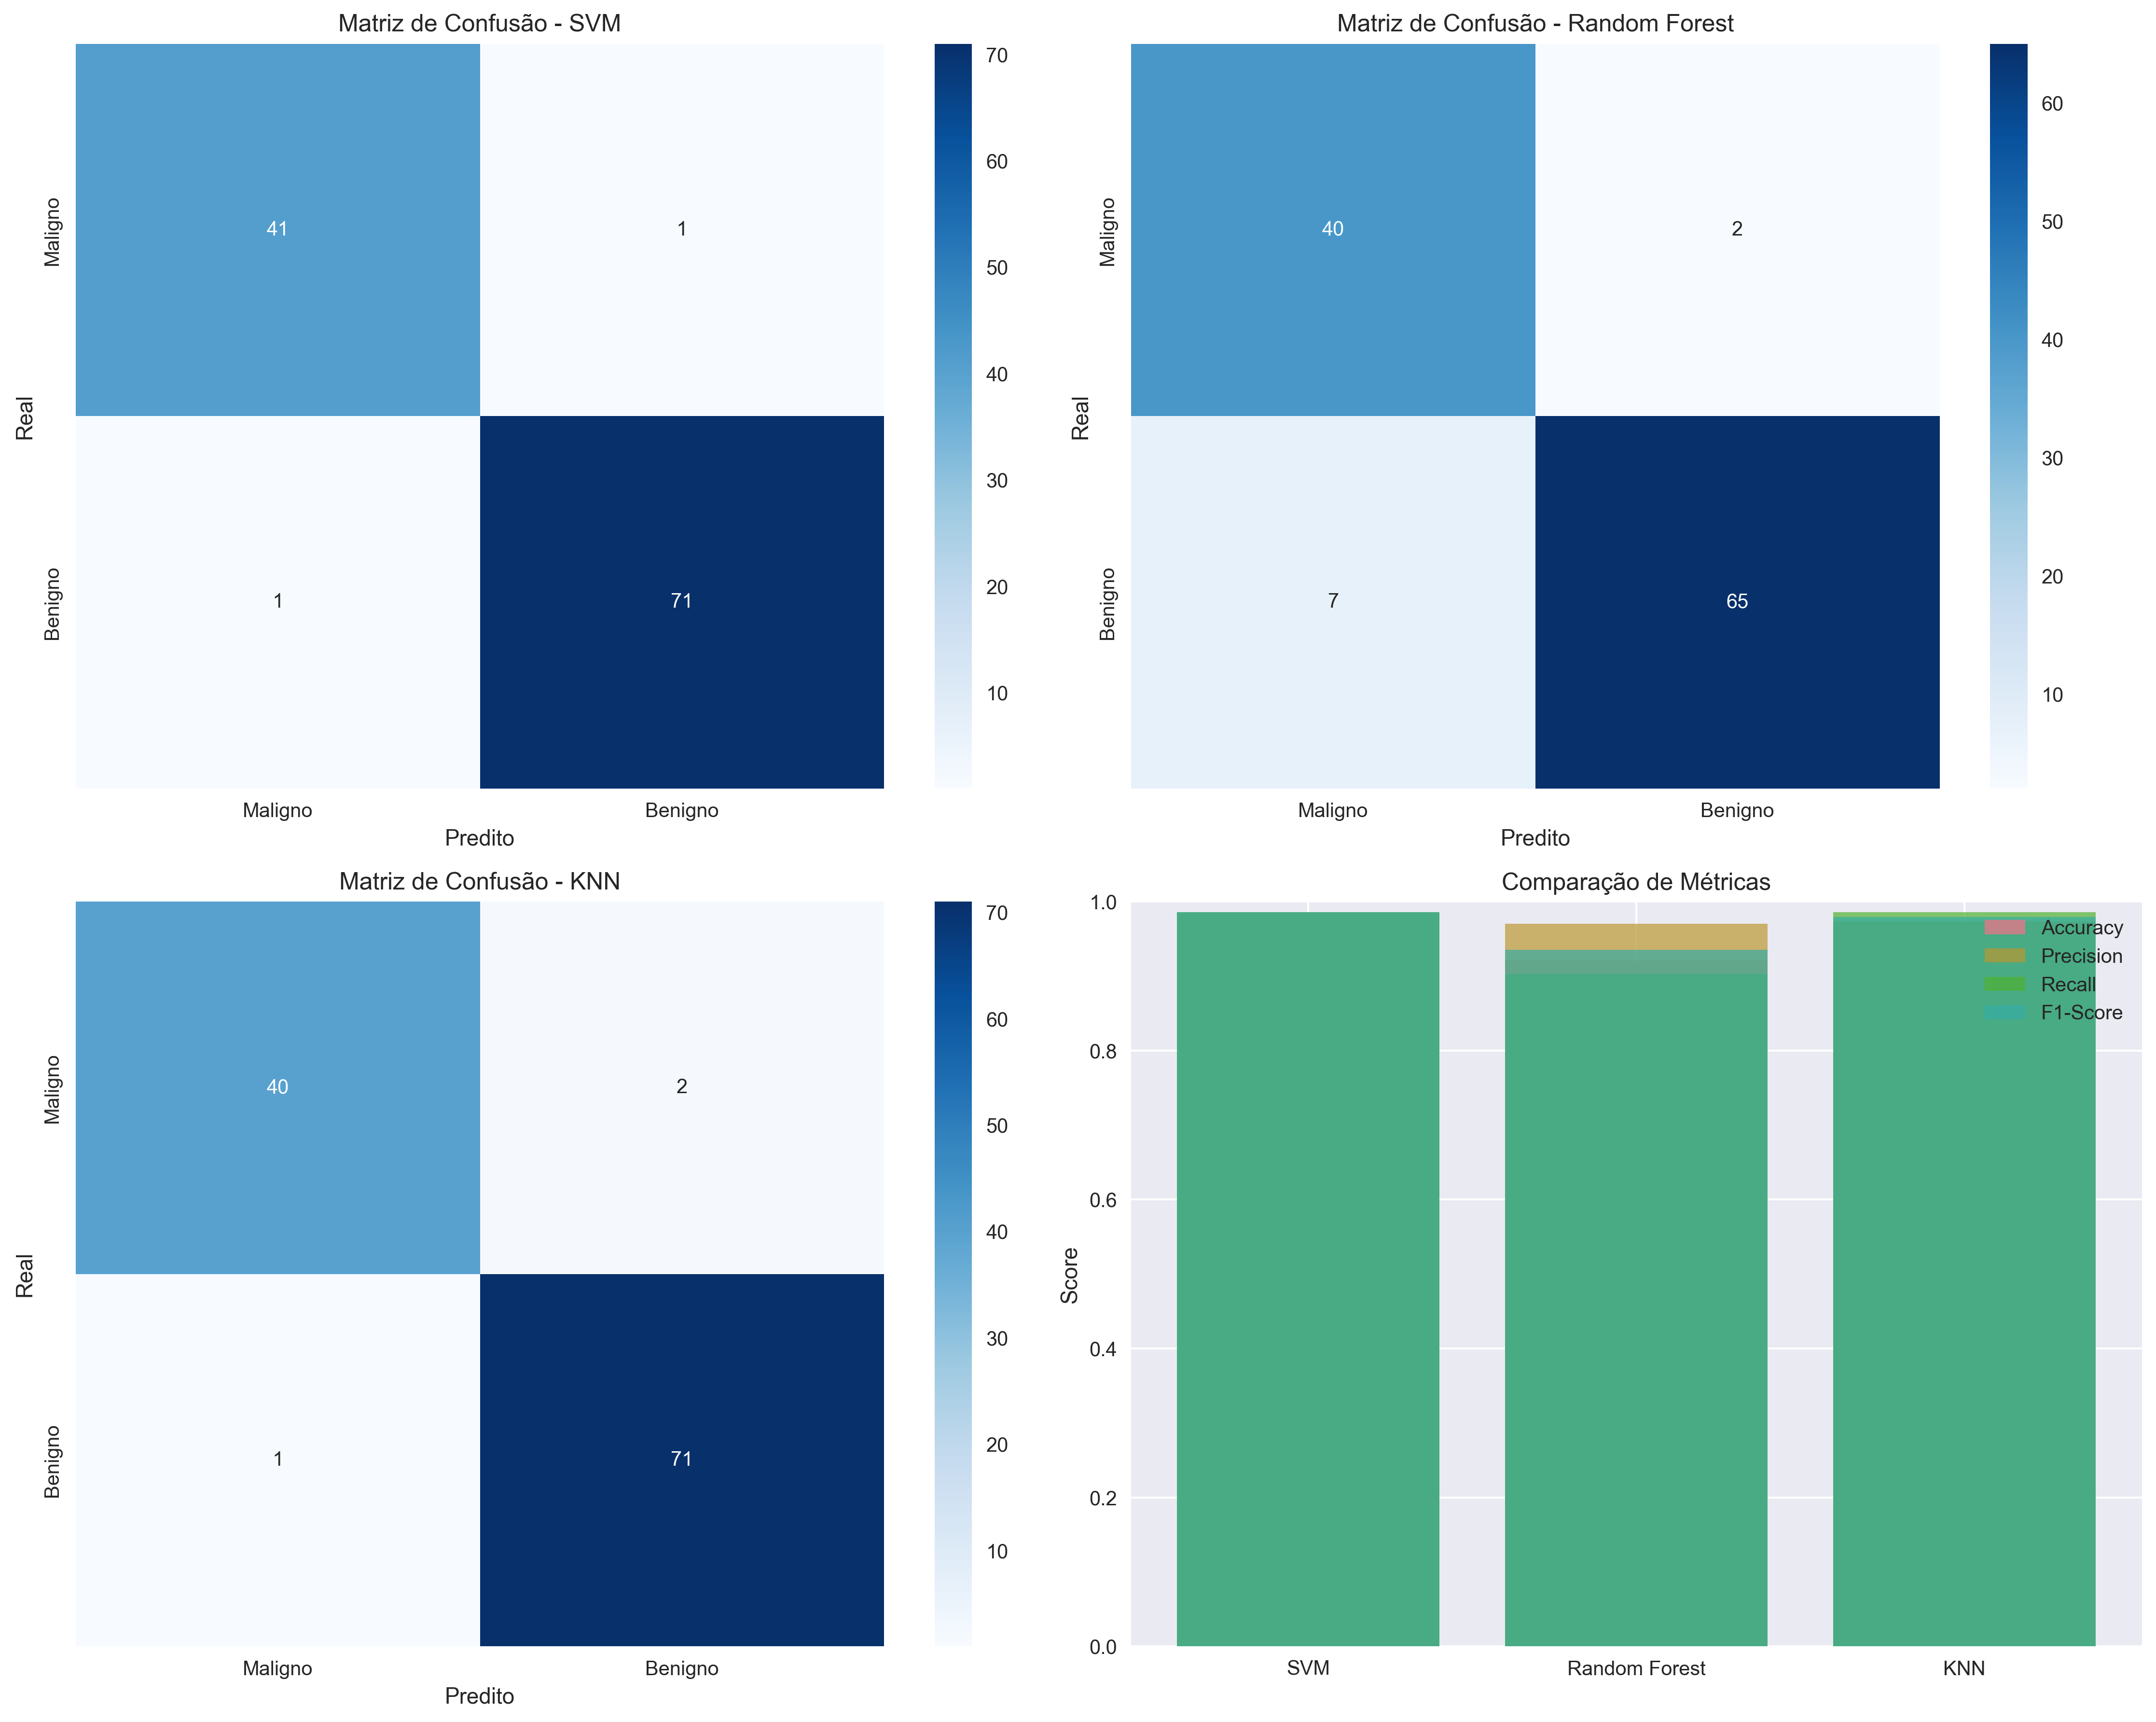 Matriz de Confusão - SVM
Real
Maligno
Benigno
41
1
1
71
Maligno
Benigno
Predito
70
60
50
40
30
20
10
Matriz de Confusão - Random Forest
Real
Maligno
Benigno
40
2
7
65
Maligno
Benigno
Predito
60
50
40
30
20
10
Matriz de Confusão - KNN
Real
Maligno
Benigno
40
2
1
71
Maligno
Benigno
Predito
70
60
50
40
30
20
10
Comparação de Métricas
Score
1.0
0.8
0.6
0.4
0.2
0.0
SVM
Random Forest
KNN
Accuracy
Precision
Recall
F1-Score